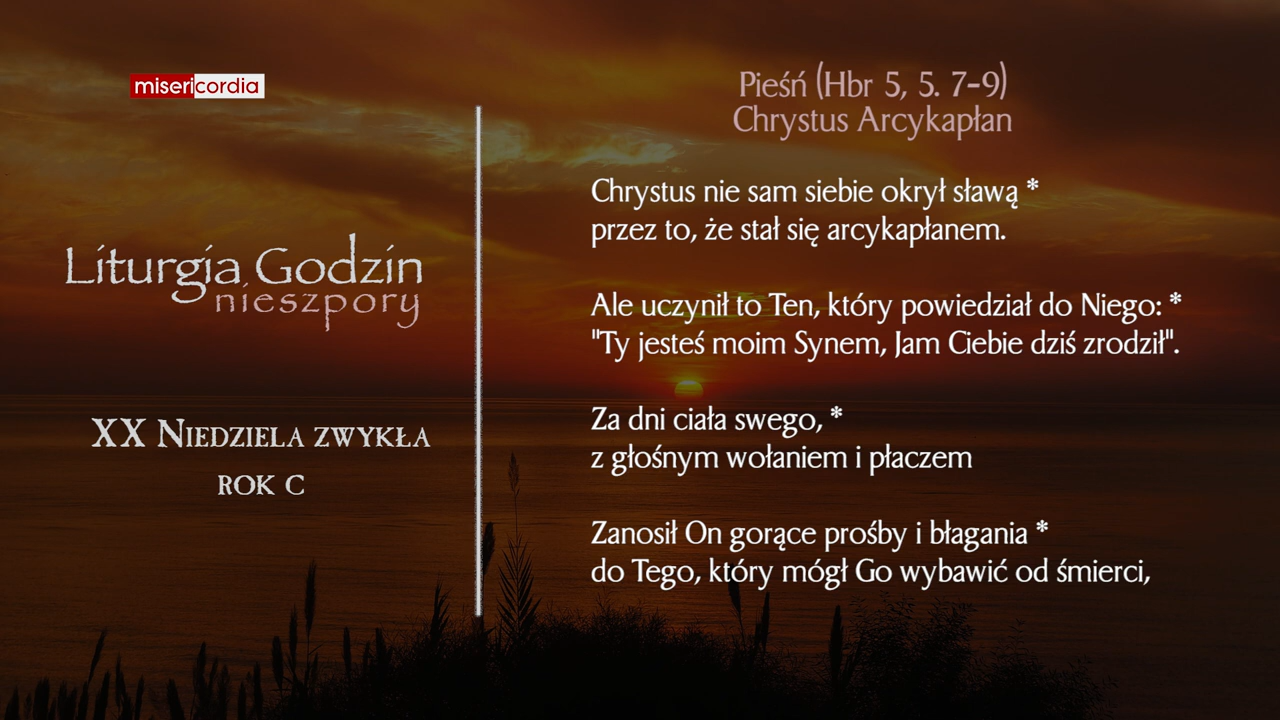 misericordia
Liturgia Godzin
nieszpory
XX Niedziela zwykła
rok C
Pieśń (Hbr 5, 5. 7-9)
Chrystus Arcykapłan
Chrystus nie sam siebie okrył sławą *
przez to, że stał się arcykapłanem.
Ale uczynił to Ten, który powiedział do Niego: *
"Ty jesteś moim Synem, Jam Ciebie dziś zrodził".
Za dni ciała swego, *
z głośnym wołaniem i płaczem
Zanosił On gorące prośby i błagania *
do Tego, który mógł Go wybawić od śmierci,